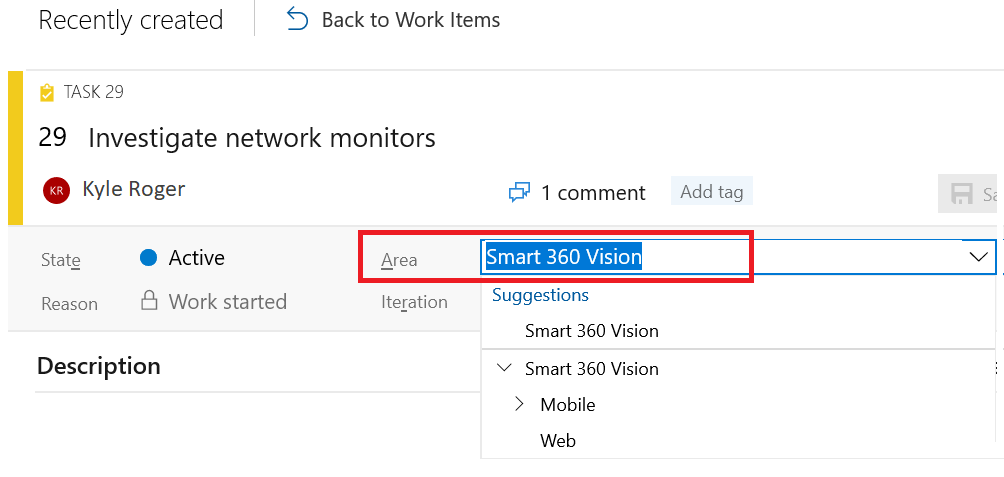 Recently created
Back to Work Items
TASK 29
29 Investigate network monitors
KR Kyle Roger
1 comment
Add tag
State Active
Area Smart 360 Vision
Reason Work started
Iteration
Suggestions
Smart 360 Vision
Smart 360 Vision
Mobile
Web
Description